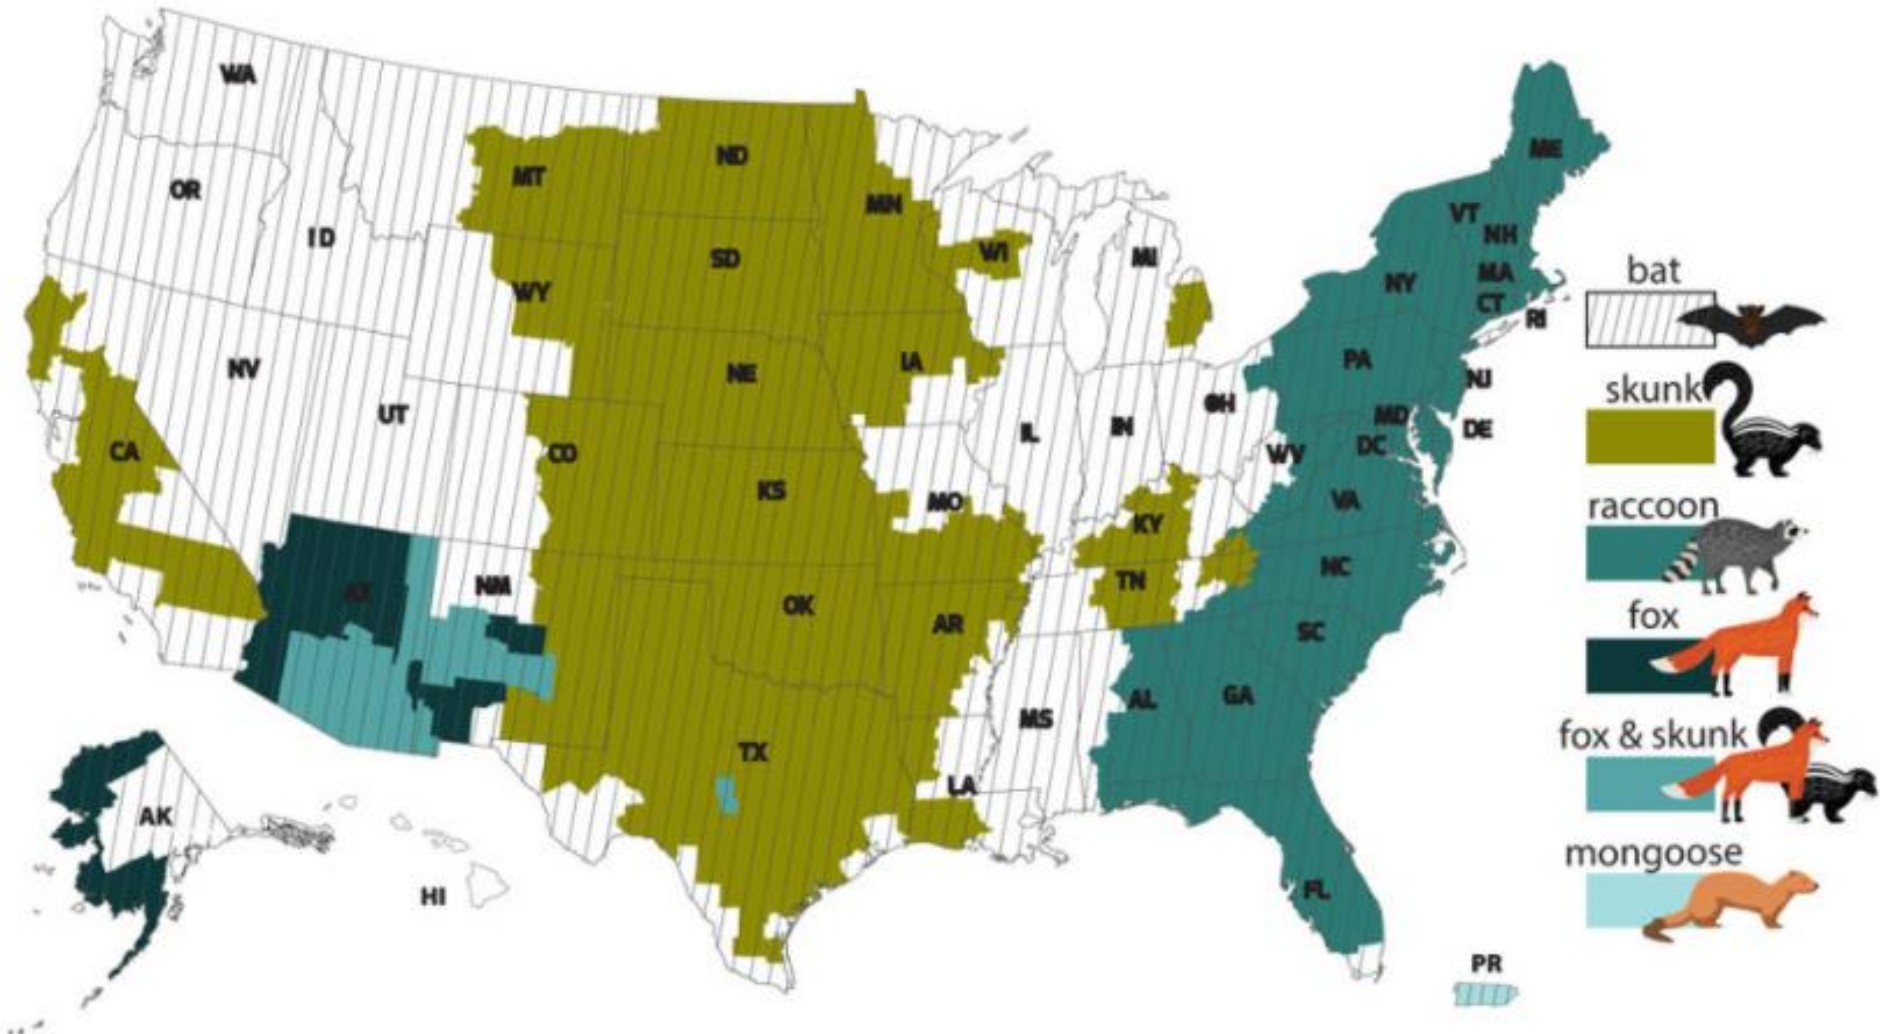 WA
ME
ND
MT
OR
MN
VT
ID
NH
WI
SD
MI
bat
MA
NY
WY
CT
RI
PA
IA
NV
NE
NJ
skunk
OH
MD
UT
IN
DE
IL
DC
CA
CO
WV
KS
VA
MO
raccoon
KY
NC
TN
NM
AZ
OK
fox
AR
SC
GA
AL
MS
fox & skunk
TX
LA
AK
mongoose
FL
HI
PR